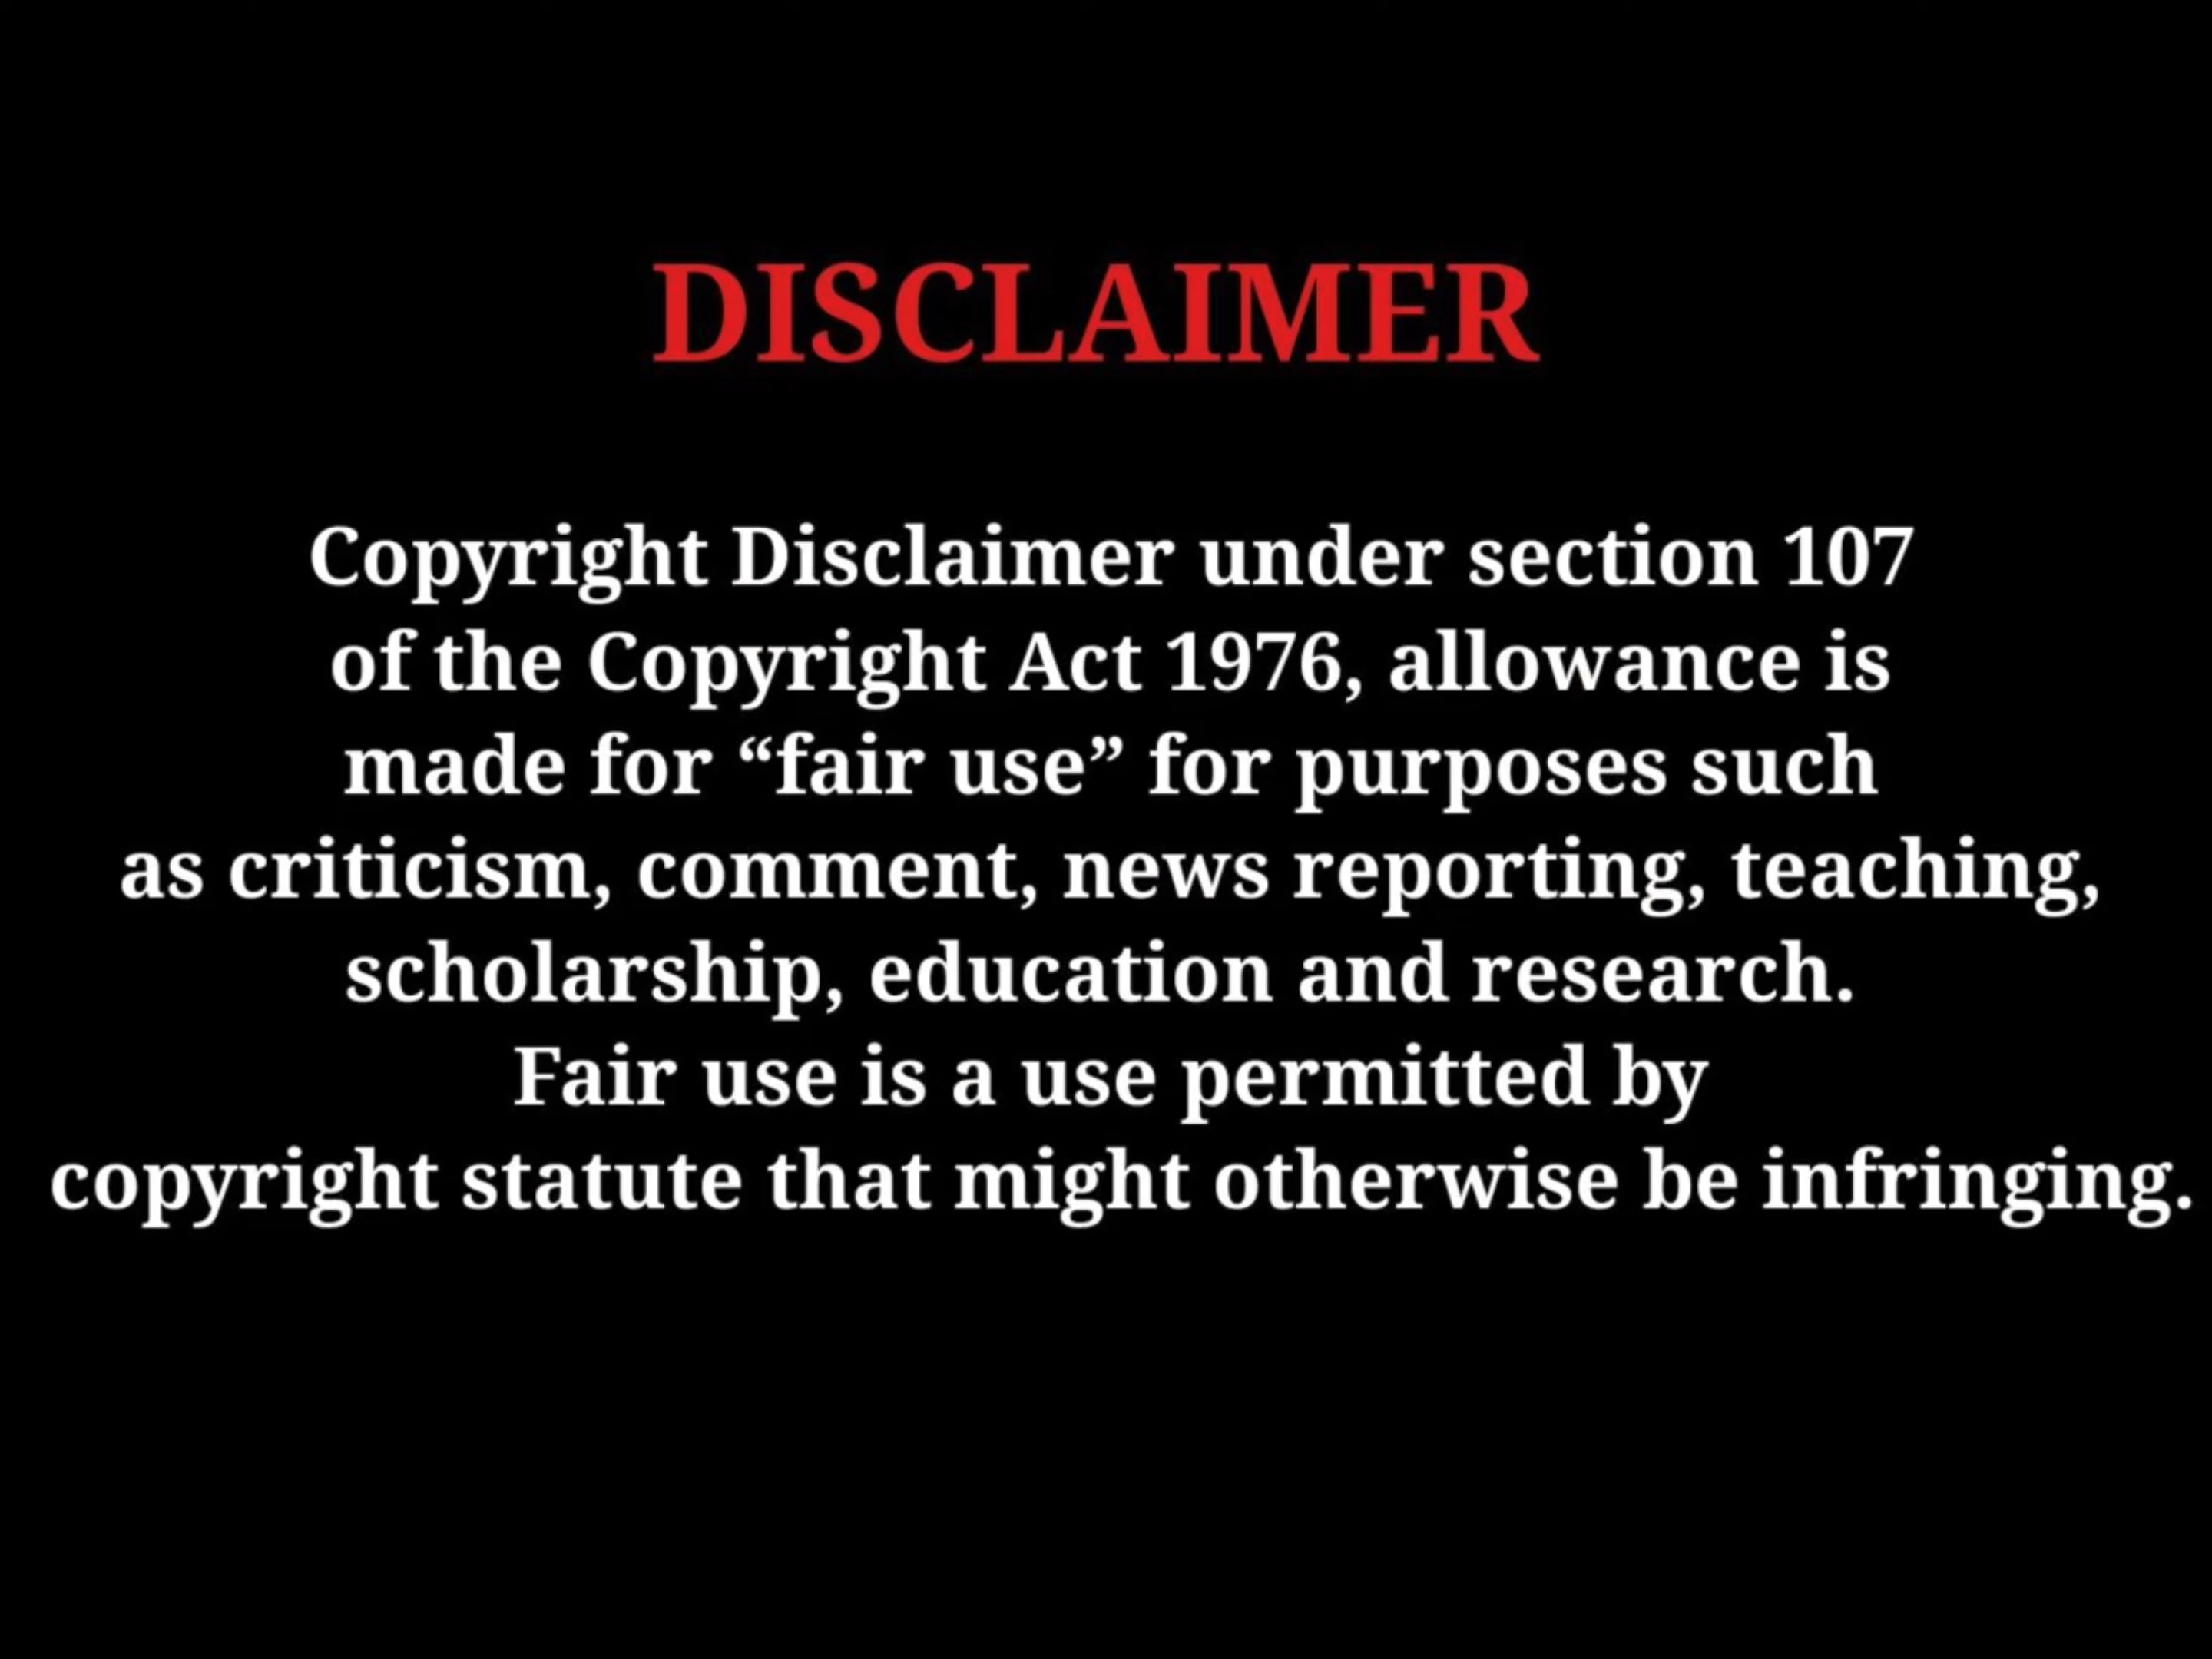 DISCLAIMER
Copyright Disclaimer under section 107
of the Copyright Act 1976, allowance is
made for “fair use” for purposes such
as criticism, comment, news reporting, teaching,
scholarship, education and research.
Fair use is a use permitted by
copyright statute that might otherwise be infringing.